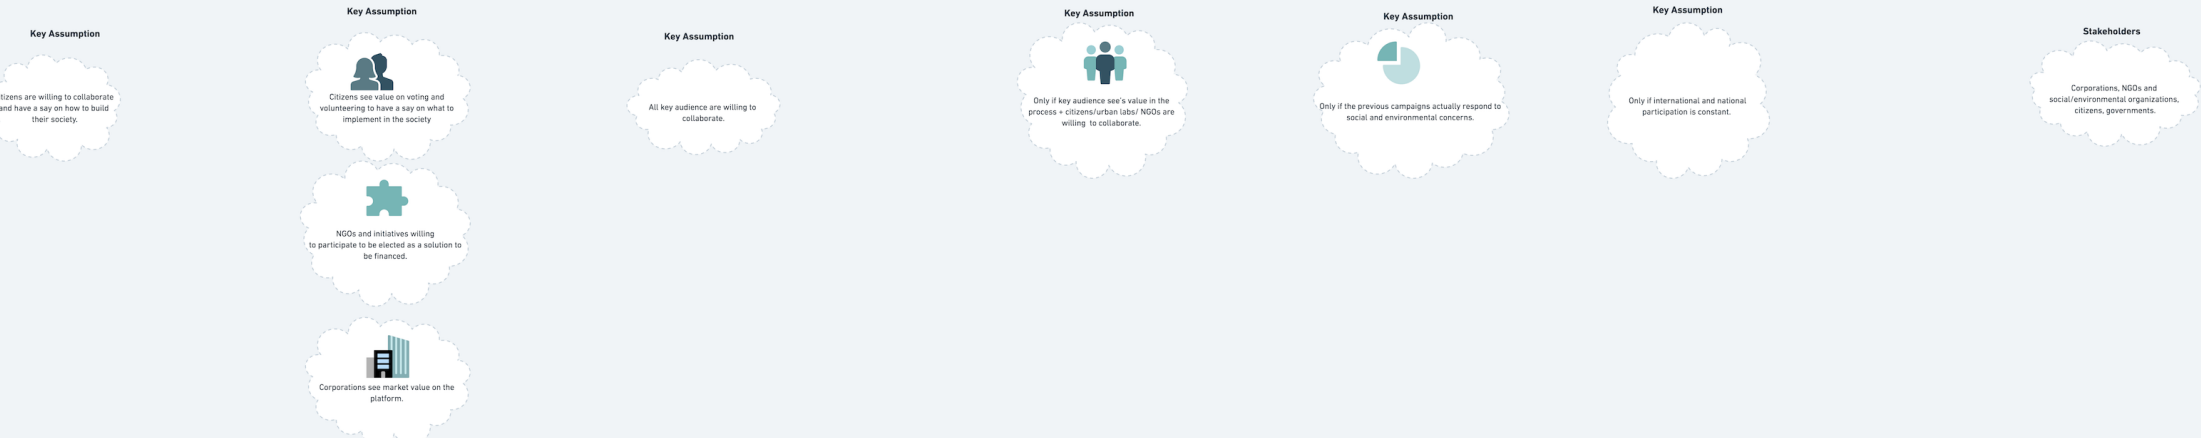 Key Assumption
are willing to collaborate
and have a say on how to build
their society.
Key Assumption
Citizens see value on voting and
volunteering to have a say on what to
implement in the society
NGOs and initiatives willing
to participate to be elected as a solution to
be financed.
Corporations see market value on the
platform.
Key Assumption
All key audience are willing to
collaborate.
Key Assumption
Only if key audience see's value in the
process + citizens/urban labs/ NGOs are
willing to collaborate.
Key Assumption
Only if the previous campaigns actually respond to
social and environmental concerns.
Key Assumption
Only if international and national
participation is constant.
Stakeholders
Corporations, NGOs and
social/environmental organizations,
citizens, governments.